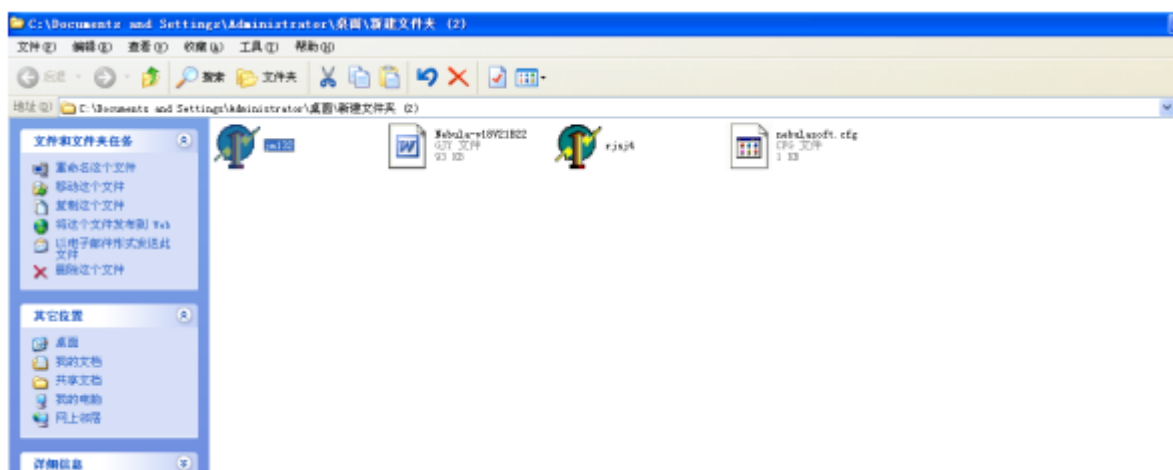 C:\Documents and Settings\Administrator\桌面\新建文件夹 (2)
文件(F) 编辑(E) 查看(V) 收藏(A) 工具(T) 帮助(H)
后退 搜索 文件夹
地址(D) C:\Documents and Settings\Administrator\桌面\新建文件夹 (2)
文件和文件夹任务
重命名这个文件
移动这个文件
复制这个文件
将这个文件发布到 Web
以电子邮件形式发送此
文件
删除这个文件
其它位置
桌面
我的文档
共享文档
我的电脑
网上邻居
详细信息
GJT 文件
93 KB
nebulasoft.cfg
CFG 文件
1 KB